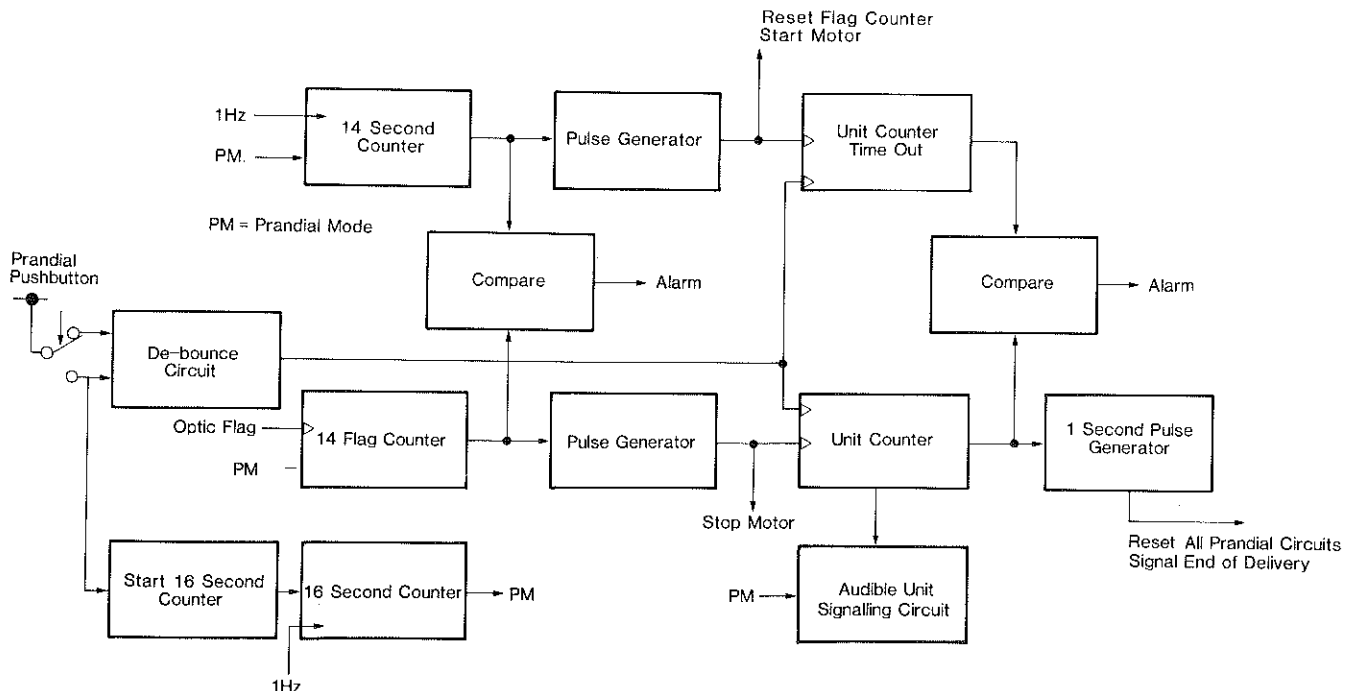 Reset Flag Counter
Start Motor
1Hz
14 Second
Counter
Pulse Generator
Unit Counter
Time Out
PM.
PM = Prandial Mode
Prandial
Pushbutton
Compare
Alarm
Compare
Alarm
De-bounce
Circuit
Optic Flag
14 Flag Counter
Pulse Generator
Unit Counter
1 Second Pulse
Generator
PM
Stop Motor
Reset All Prandial Circuits
Signal End of Delivery
Start 16 Second
Counter
16 Second Counter
PM
PM
Audible Unit
Signalling Circuit
1Hz